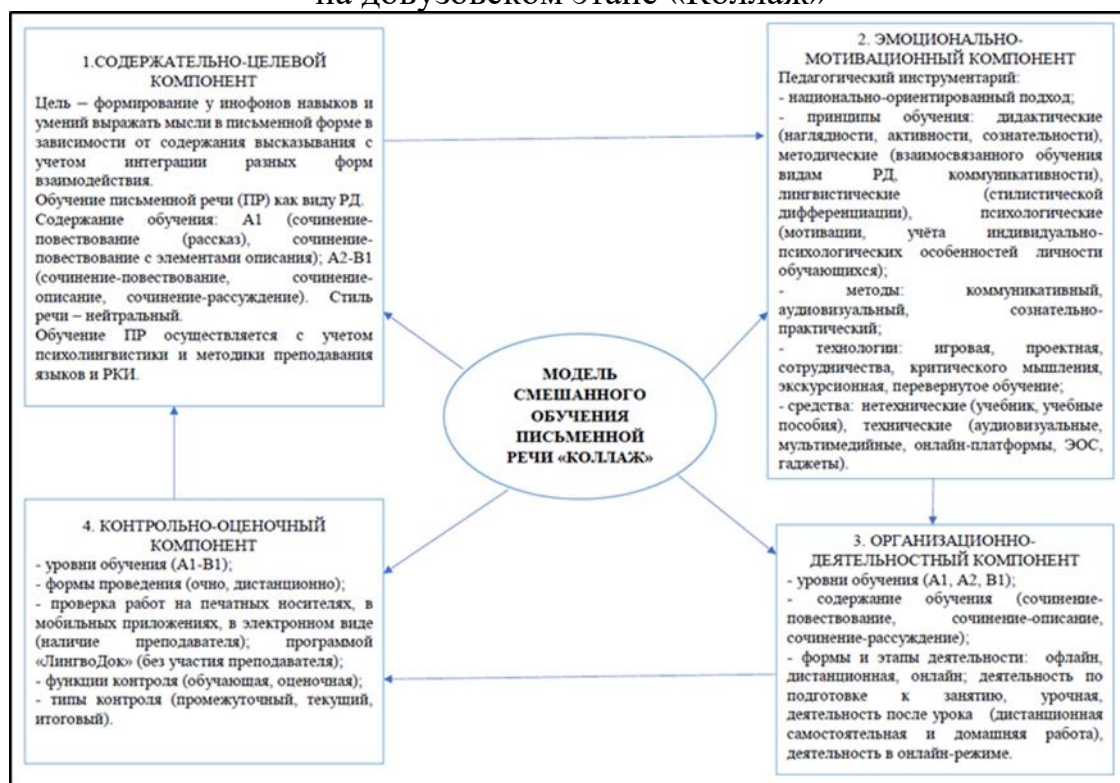 на довузовском этапе «Коллаж»
1.СОДЕРЖАТЕЛЬНО-ЦЕЛЕВОЙ
КОМПОНЕНТ
Цель – формирование у инофонов навыков и
умений выражать мысли в письменной форме в
зависимости от содержания высказывания с
учетом интеграции разных форм
взаимодействия.
Обучение письменной речи (ПР) как виду РД.
Содержание обучения: А1 (сочинение-
повествование (рассказ), сочинение-
повествование с элементами описания); А2-В1
(сочинение-повествование, сочинение-
описание, сочинение-рассуждение). Стиль
речи – нейтральный.
Обучение ПР осуществляется с учетом
психолингвистики и методики преподавания
языков и РКИ.
2. ЭМОЦИОНАЛЬНО-
МОТИВАЦИОННЫЙ КОМПОНЕНТ
Педагогический инструментарий:
- национально-ориентированный подход;
- принципы обучения: дидактические
(наглядности, активности, сознательности),
методические (взаимосвязанного обучения
видам РД, коммуникативности),
лингвистические (стилистической
дифференциации), психологические
(мотивации, учёта индивидуально-
психологических особенностей личности
обучающихся);
- методы: коммуникативный,
аудиовизуальный, сознательно-
практический;
- технологии: игровая, проектная,
сотрудничества, критического мышления,
экскурсионная, перевернутое обучение;
- средства: нетехнические (учебник, учебные
пособия), технические (аудиовизуальные,
мультимедийные, онлайн-платформы, ЭОС,
гаджеты).
МОДЕЛЬ
СМЕШАННОГО
ОБУЧЕНИЯ
ПИСЬМЕННОЙ
РЕЧИ «КОЛЛАЖ»
4. КОНТРОЛЬНО-ОЦЕНОЧНЫЙ
КОМПОНЕНТ
- уровни обучения (А1-В1);
- формы проведения (очно, дистанционно);
- проверка работ на печатных носителях, в
мобильных приложениях, в электронном виде
(наличие преподавателя); программой
«ЛингвоДок» (без участия преподавателя);
- функции контроля (обучающая, оценочная);
- типы контроля (промежуточный, текущий,
итоговый).
3. ОРГАНИЗАЦИОННО-
ДЕЯТЕЛЬНОСТНЫЙ КОМПОНЕНТ
- уровни обучения (А1, А2, В1);
- содержание обучения (сочинение-
повествование, сочинение-описание,
сочинение-рассуждение);
- формы и этапы деятельности: офлайн,
дистанционная, онлайн; деятельность по
подготовке к занятию, урочная,
деятельность после урока (дистанционная
самостоятельная и домашняя работа),
деятельность в онлайн-режиме.